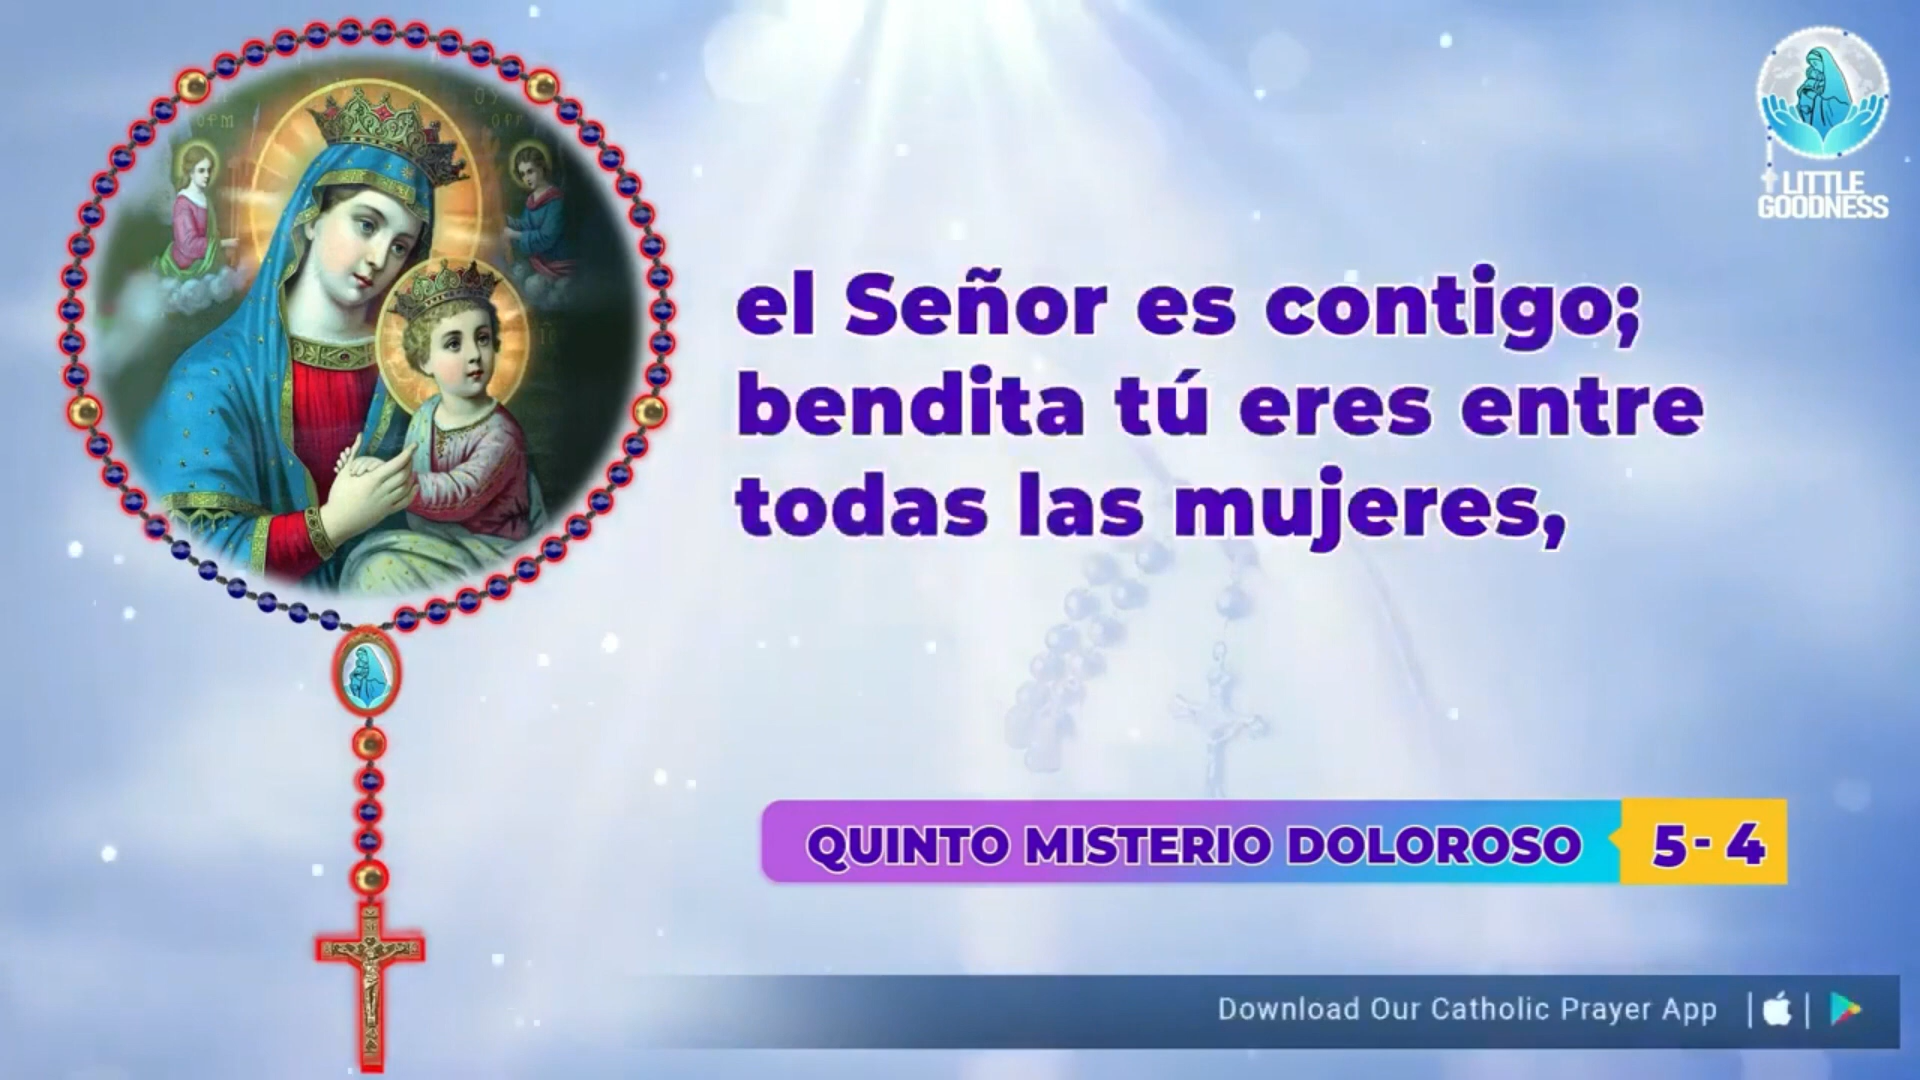 LITTLE
GOODNESS
el Señor es contigo;
bendita tú eres entre
todas las mujeres,
QUINTO MISTERIO DOLOROSO 5 - 4
Download Our Catholic Prayer App